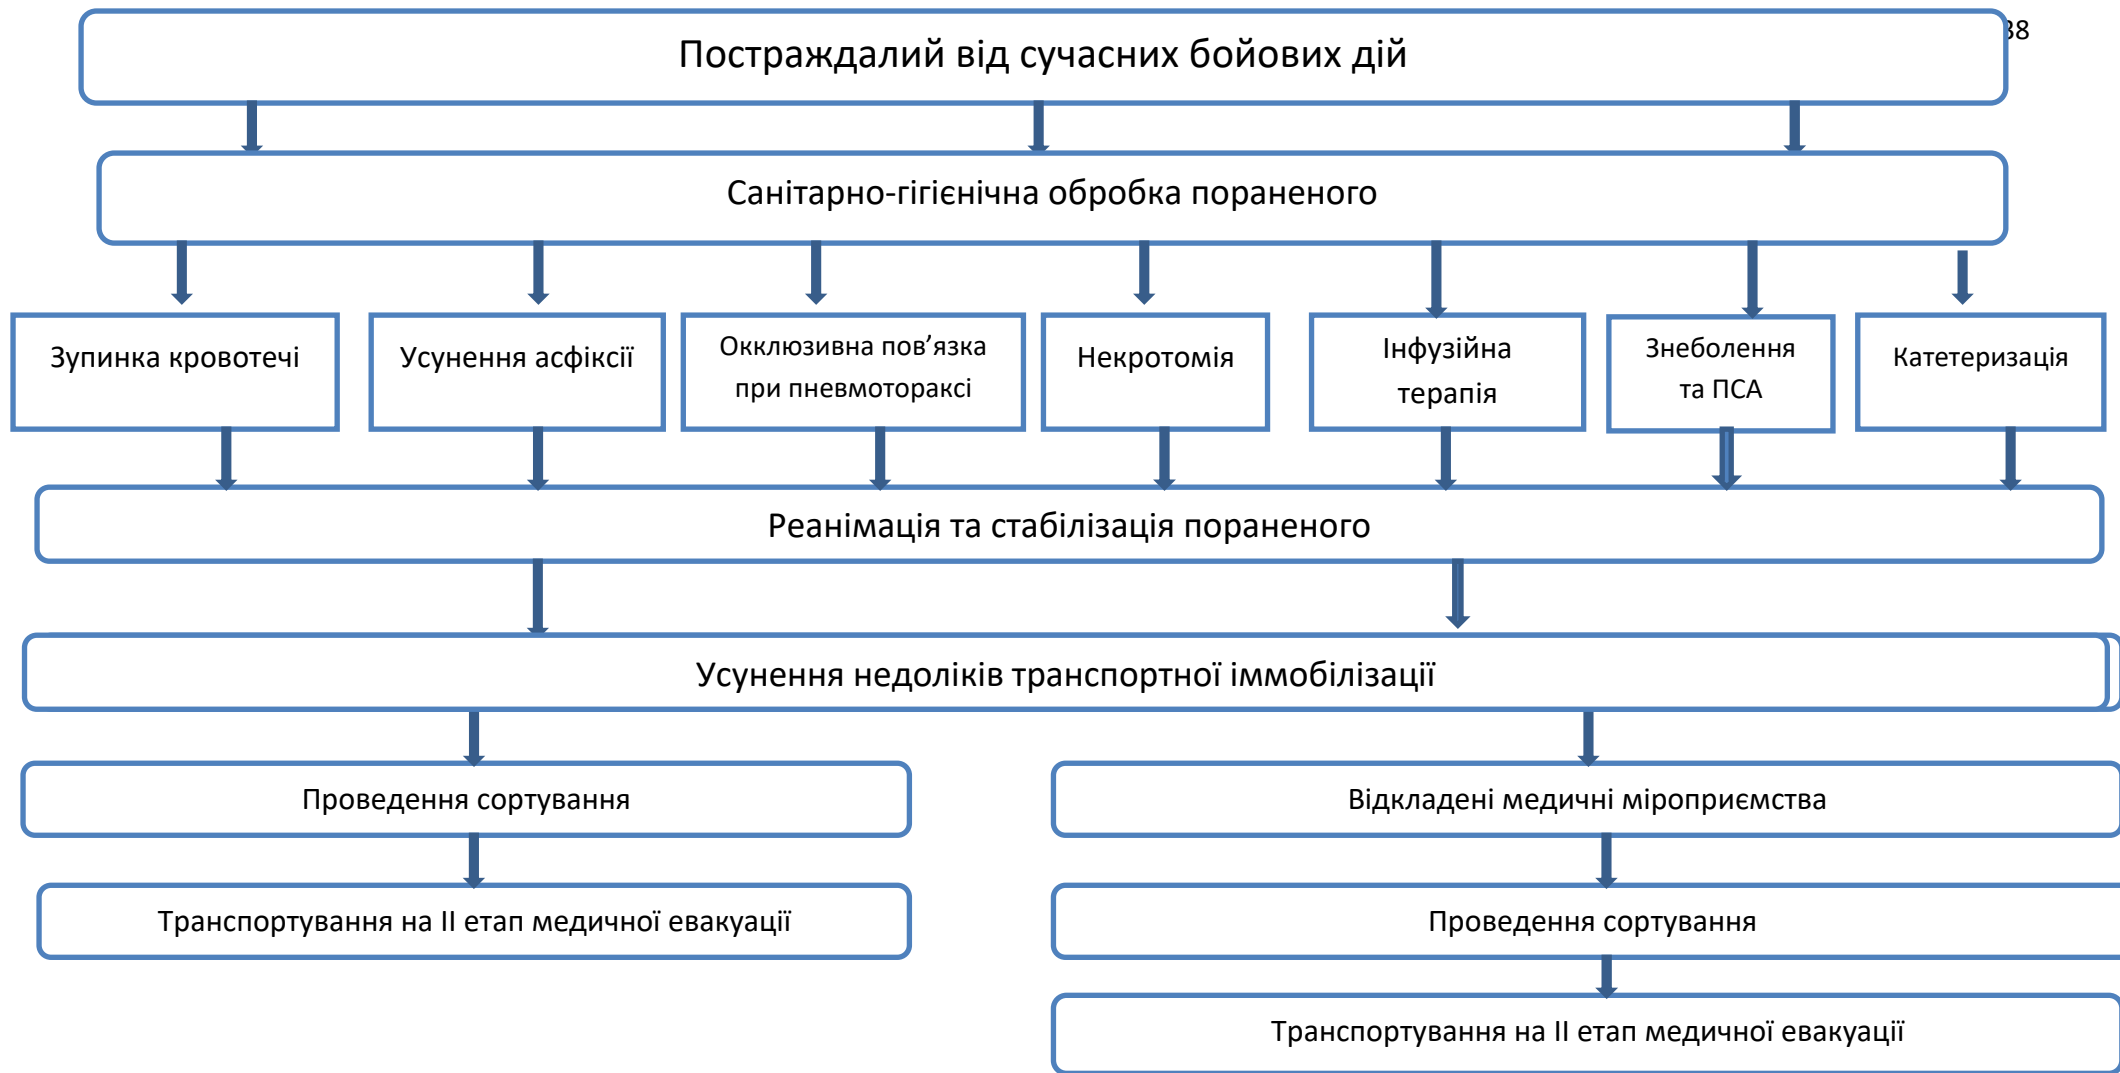 38
Постраждалий від сучасних бойових дій
Санітарно-гігієнічна обробка пораненого
Зупинка кровотечі
Усунення асфіксії
Окклюзивна пов’язка
при пневмотораксі
Некротомія
Інфузійна
терапія
Знеболення
та ПСА
Катетеризація
Реанімація та стабілізація пораненого
Усунення недоліків транспортної іммобілізації
Проведення сортування
Відкладені медичні міроприємства
Транспортування на ІІ етап медичної евакуації
Проведення сортування
Транспортування на ІІ етап медичної евакуації